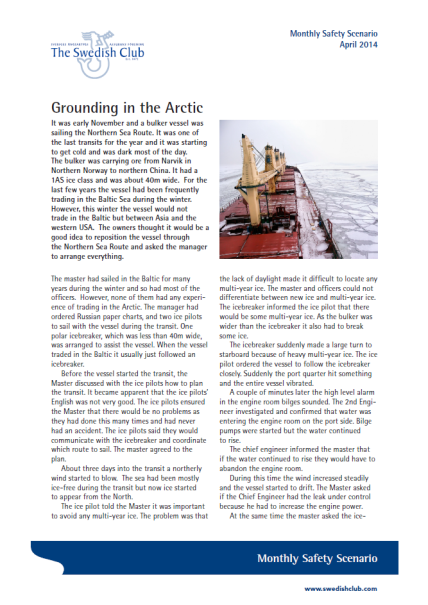 Monthly Safety Scenario
April 2014
The Swedish Club
Grounding in the Arctic
It was early November and a bulker vessel was
sailing the Northern Sea Route. It was one of
the last transits for the year and it was starting
to get cold and was dark most of the day.
The bulker was carrying ore from Narvik in
Northern Norway to northern China. It had a
1AS ice class and was about 40m wide. For the
last few years the vessel had been frequently
trading in the Baltic Sea during the winter.
However, this winter the vessel would not
trade in the Baltic but between Asia and the
western USA. The owners thought it would be a
good idea to reposition the vessel through
the Northern Sea Route and asked the manager
to arrange everything.
The master had sailed in the Baltic for many
years during the winter and so had most of the
officers. However, none of them had any experi-
ence of trading in the Arctic. The manager had
ordered Russian paper charts, and two ice pilots
to sail with the vessel during the transit. One
polar icebreaker, which was less than 40m wide,
was arranged to assist the vessel. When the vessel
traded in the Baltic it usually just followed an
icebreaker.
Before the vessel started the transit, the
Master discussed with the ice pilots how to plan
the transit. It became apparent that the ice pilots'
English was not very good. The ice pilots ensured
the Master that there would be no problems as
they had done this many times and had never
had an accident. The ice pilots said they would
communicate with the icebreaker and coordinate
which route to sail. The master agreed to the
plan.
About three days into the transit a northerly
wind started to blow. The sea had been mostly
ice-free during the transit but now ice started
to appear from the North.
The ice pilot told the Master it was important
to avoid any multi-year ice. The problem was that
the lack of daylight made it difficult to locate any
multi-year ice. The master and officers could not
differentiate between new ice and multi-year ice.
The icebreaker informed the ice pilot that there
would be some multi-year ice. As the bulker was
wider than the icebreaker it also had to break
some ice.
The icebreaker suddenly made a large turn to
starboard because of heavy multi-year ice. The ice
pilot ordered the vessel to follow the icebreaker
closely. Suddenly the port quarter hit something
and the entire vessel vibrated.
A couple of minutes later the high level alarm
in the engine room bilges sounded. The 2nd Engi-
neer investigated and confirmed that water was
entering the engine room on the port side. Bilge
pumps were started but the water continued
to rise.
The chief engineer informed the master that
if the water continued to rise they would have to
abandon the engine room.
During this time the wind increased steadily
and the vessel started to drift. The Master asked
if the Chief Engineer had the leak under control
because he had to increase the engine power.
At the same time the master asked the ice-
Monthly Safety Scenario
www.swedishclub.com